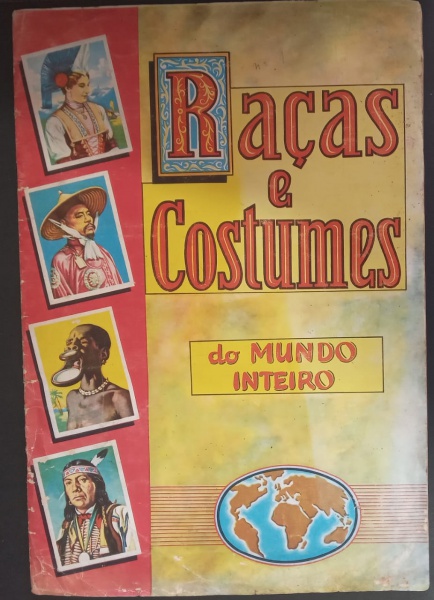 Raças
e
Costumes
do MUNDO
INTEIRO